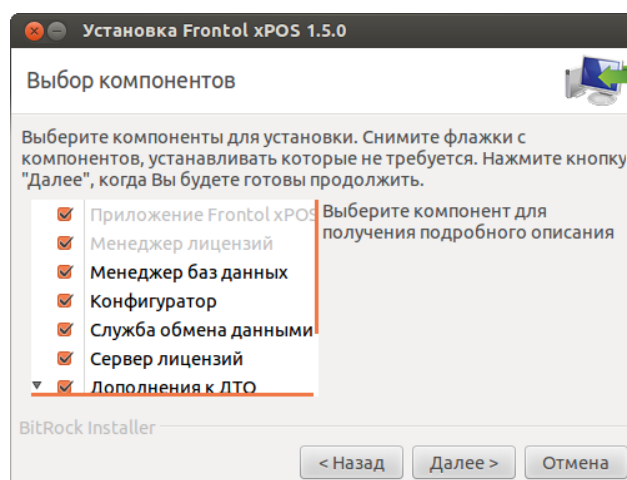 Установка Frontol xPOS 1.5.0
Выбор компонентов
Выберите компоненты для установки. Снимите флажки с
компонентов, устанавливать которые не требуется. Нажмите кнопку
"Далее", когда Вы будете готовы продолжить.
Приложение Frontol xPOS
Менеджер лицензий
Менеджер баз данных
Конфигуратор
Служба обмена данными
Сервер лицензий
Дополнения к ДТО
Выберите компонент для
получения подробного описания
BitRock Installer
< Назад
Далее >
Отмена